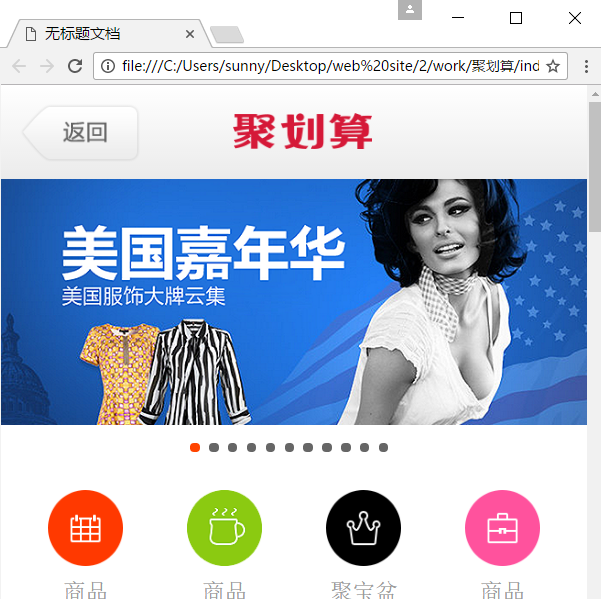 无标题文档
file:///C:/Users/sunny/Desktop/web%20site/2/work/聚划算/ind
返回
聚划算
美国嘉年华
美国服饰大牌云集
商品
商品
聚宝盆
商品